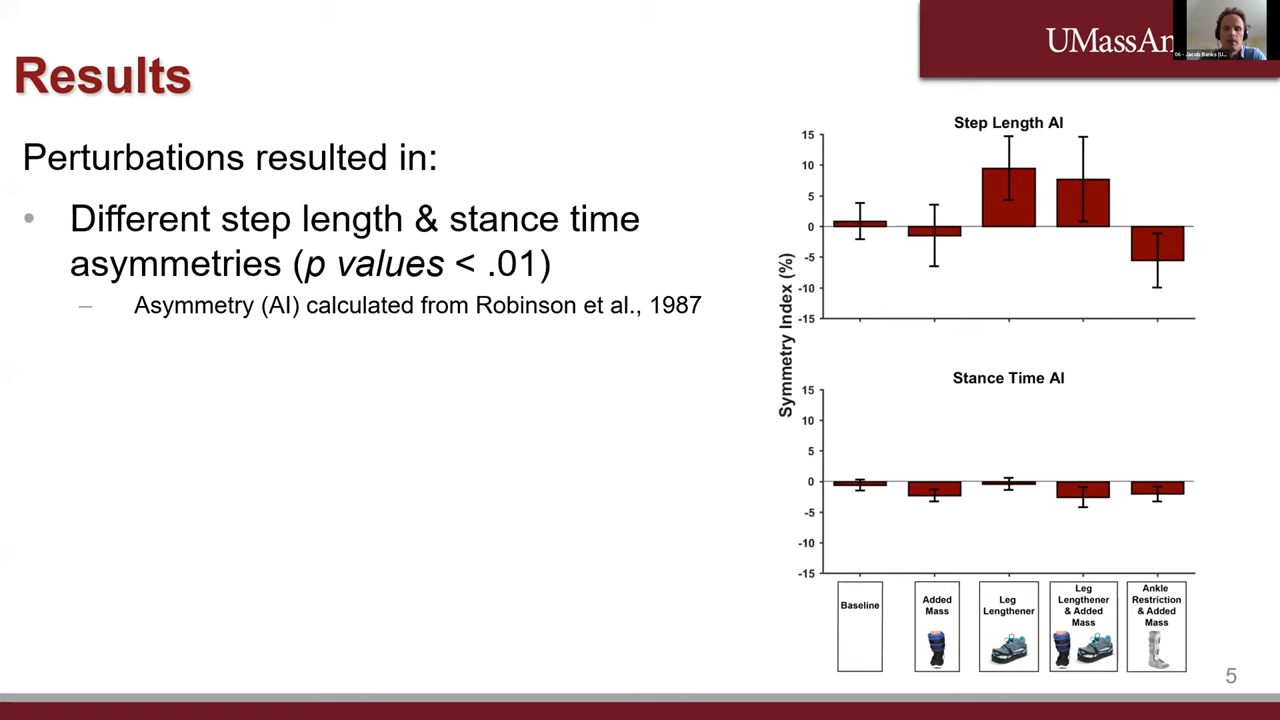 UMassAm
06 - Jacob Banks (U...
Results
Perturbations resulted in:
• Different step length & stance time
asymmetries (p values < .01)
– Asymmetry (AI) calculated from Robinson et al., 1987
Symmetry Index (%)
Step Length AI
15
10
5
0
-5
-10
-15
Stance Time AI
15
10
5
0
-5
-10
-15
Baseline
Added
Mass
Leg
Lengthener
Leg
Lengthener
& Added
Mass
Ankle
Restriction
& Added
Mass
5